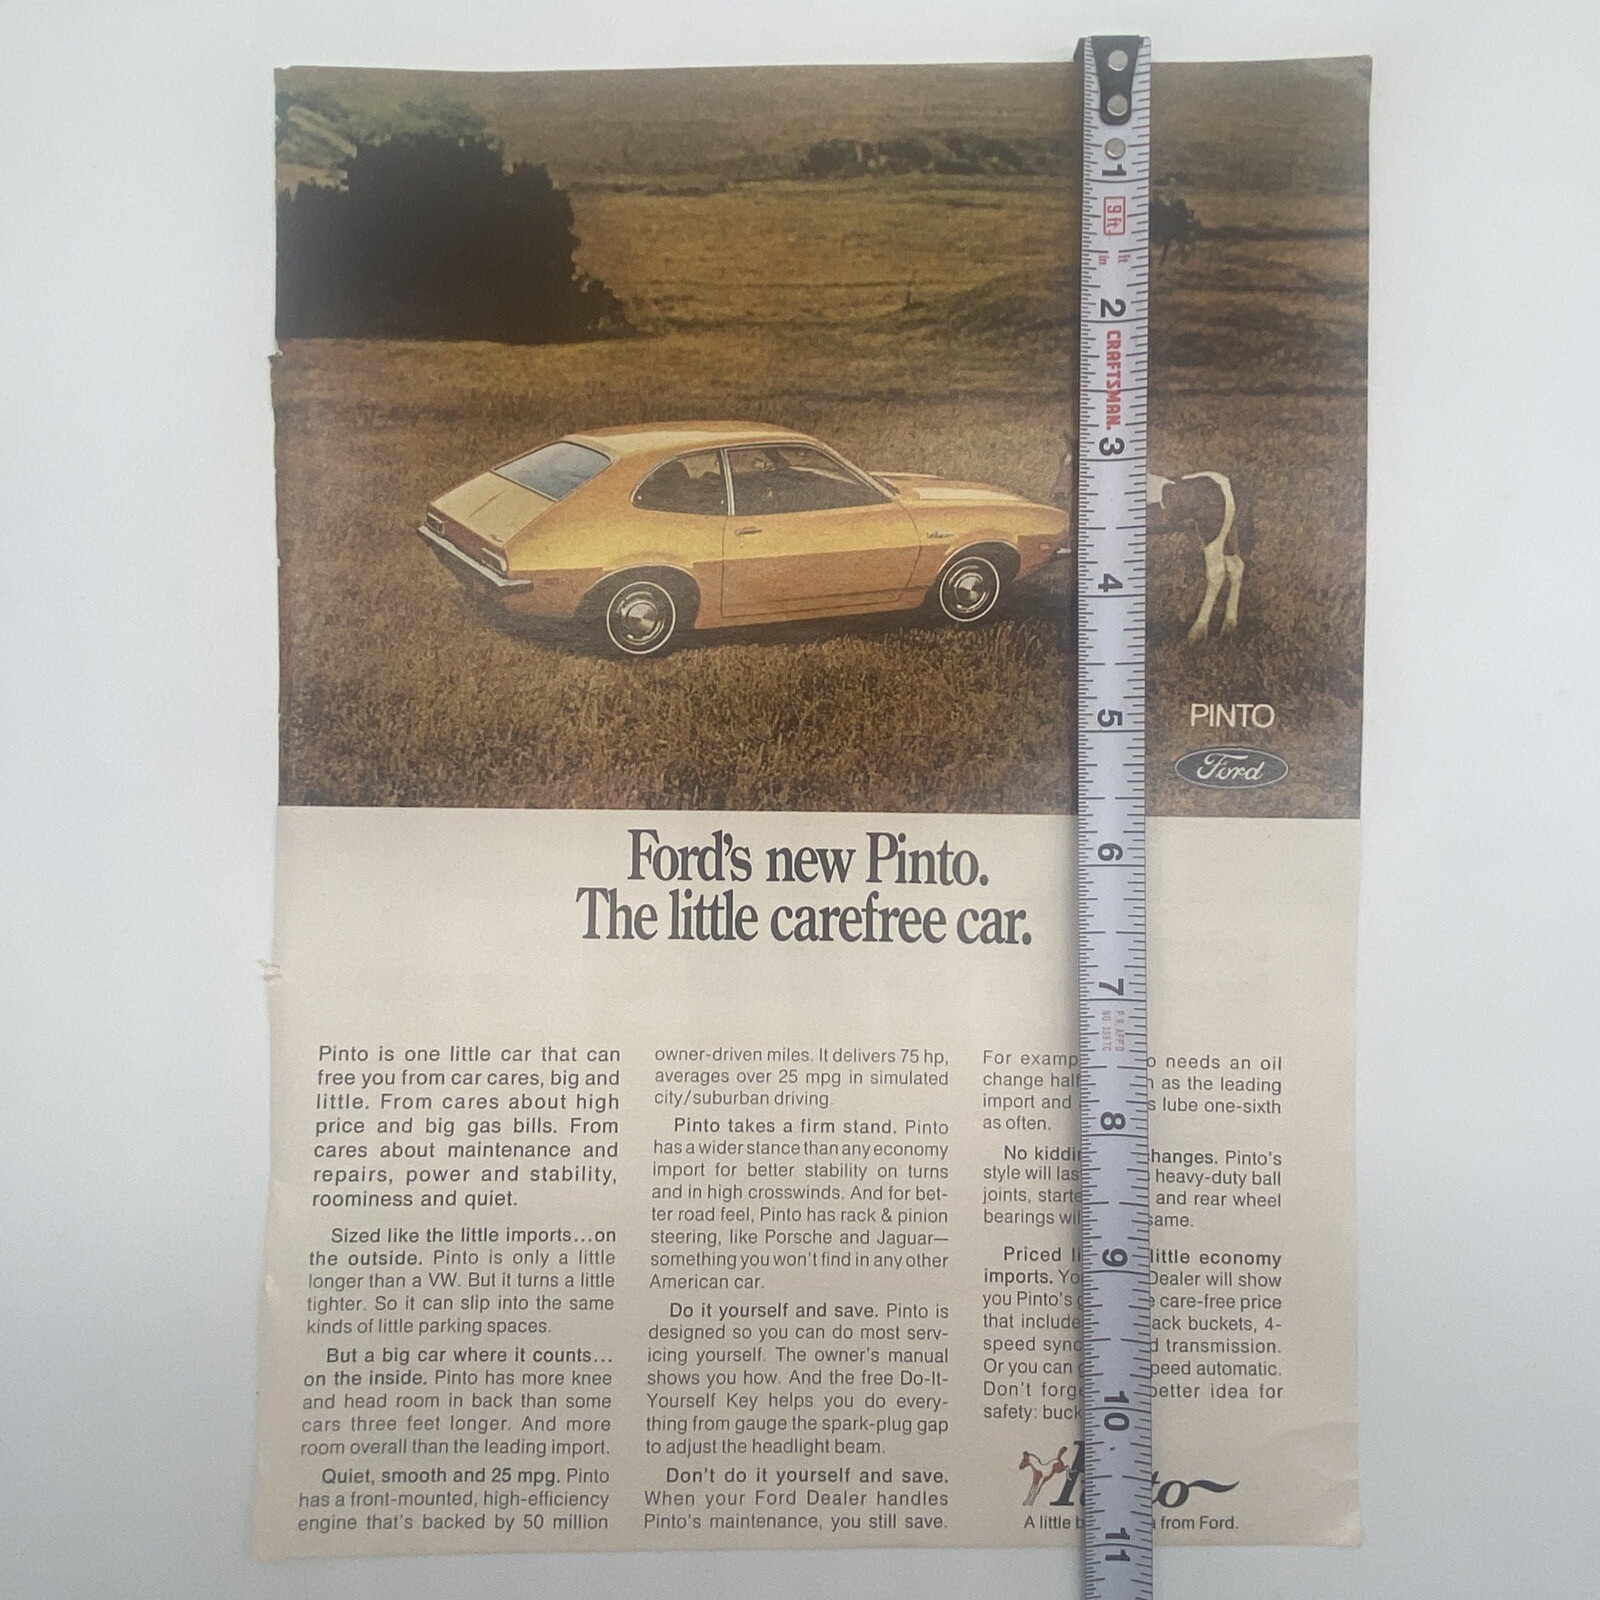 1
9 ft.
in ft
2
CRAFTSMAN.
3
4
5
6
7
8
9
10
11
PINTO
Ford
Ford's new Pinto.
The little carefree car.
Pinto is one little car that can
free you from car cares, big and
little. From cares about high
price and big gas bills. From
cares about maintenance and
repairs, power and stability,
roominess and quiet.
Sized like the little imports...on
the outside. Pinto is only a little
longer than a VW. But it turns a little
tighter. So it can slip into the same
kinds of little parking spaces.
But a big car where it counts...
on the inside. Pinto has more knee
and head room in back than some
cars three feet longer. And more
room overall than the leading import.
Quiet, smooth and 25 mpg. Pinto
has a front-mounted, high-efficiency
engine that's backed by 50 million
owner-driven miles. It delivers 75 hp,
averages over 25 mpg in simulated
city/suburban driving.
Pinto takes a firm stand. Pinto
has a wider stance than any economy
import for better stability on turns
and in high crosswinds. And for bet-
ter road feel, Pinto has rack & pinion
steering, like Porsche and Jaguar—
something you won't find in any other
American car.
Do it yourself and save. Pinto is
designed so you can do most serv-
icing yourself. The owner's manual
shows you how. And the free Do-It-
Yourself Key helps you do every-
thing from gauge the spark-plug gap
to adjust the headlight beam.
Don't do it yourself and save.
When your Ford Dealer handles
Pinto's maintenance, you still save.
For needs an oil
change half as the leading
import and lube one-sixth
as often.
No Pinto's
style will heavy-duty ball
joints, and rear wheel
bearings
Priced little economy
imports. Dealer will show
you Pinto's care-free price
that buckets, 4-
speed transmission.
Or you can automatic.
Don't idea for
safety:
A little from Ford.